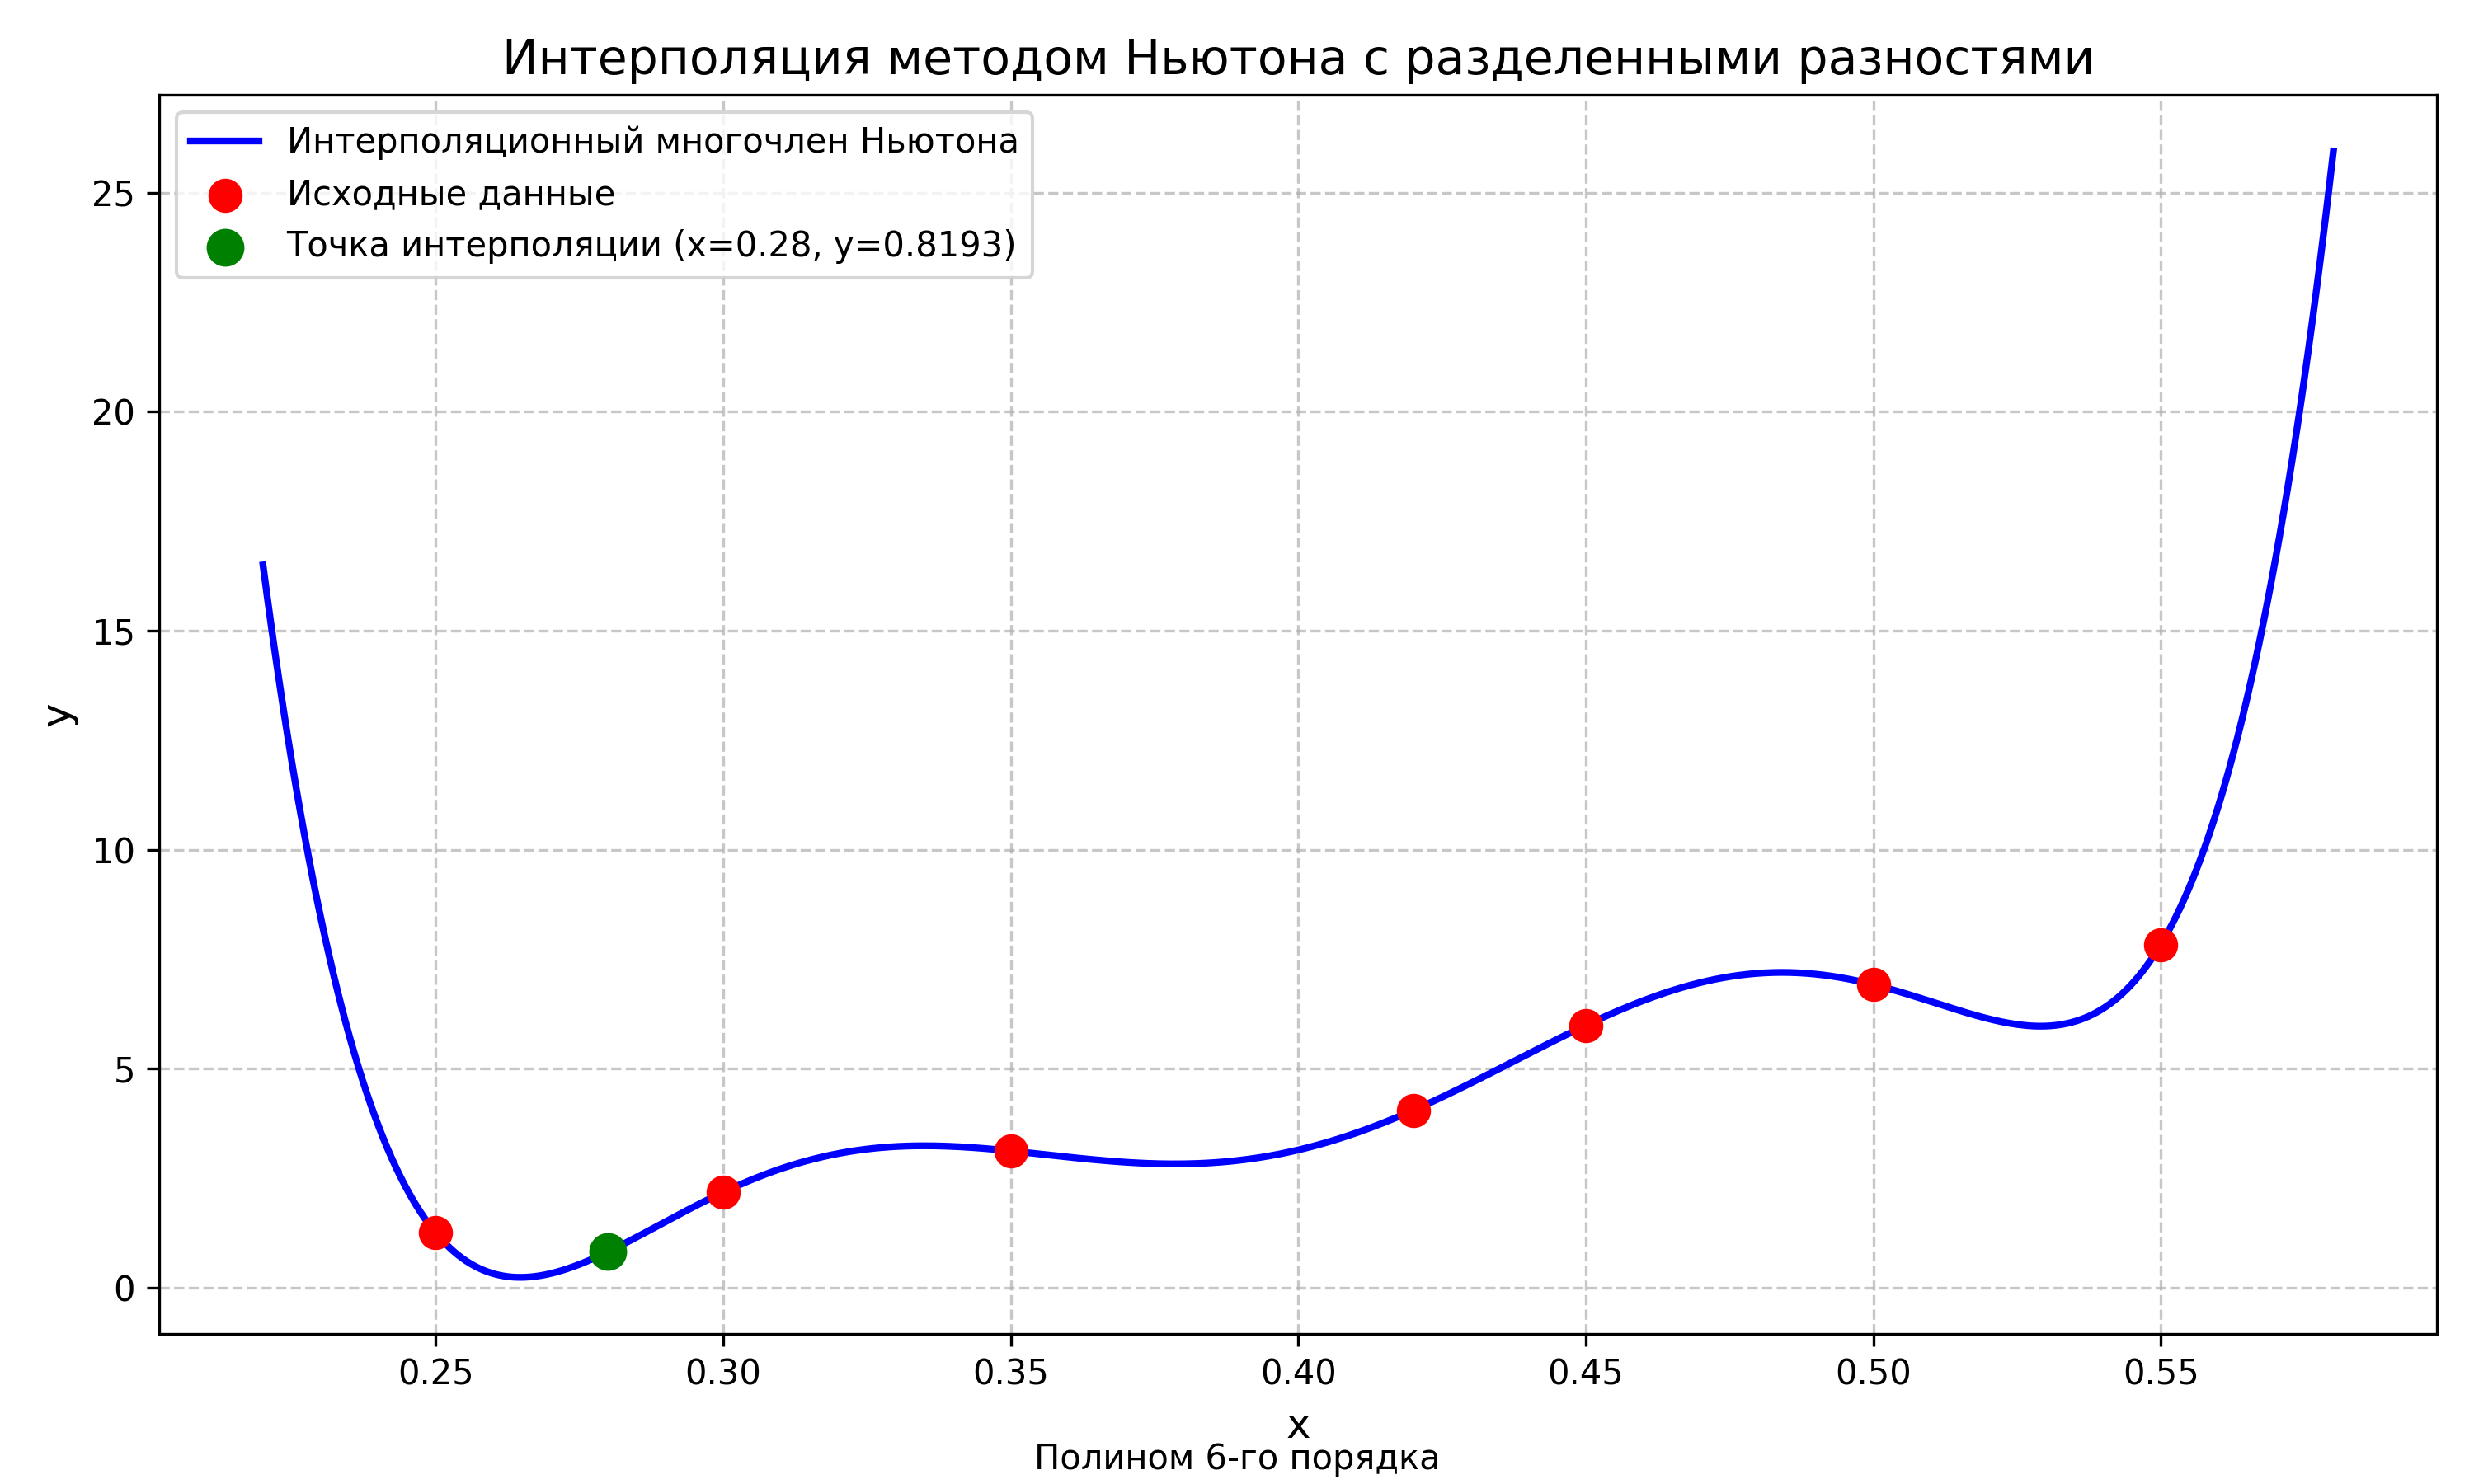 Интерполяция методом Ньютона с разделенными разностями
Интерполяционный многочлен Ньютона
Исходные данные
Точка интерполяции (x=0.28, y=0.8193)
25
20
15
10
5
0
y
0.25 0.30 0.35 0.40 0.45 0.50 0.55
x
Полином 6-го порядка